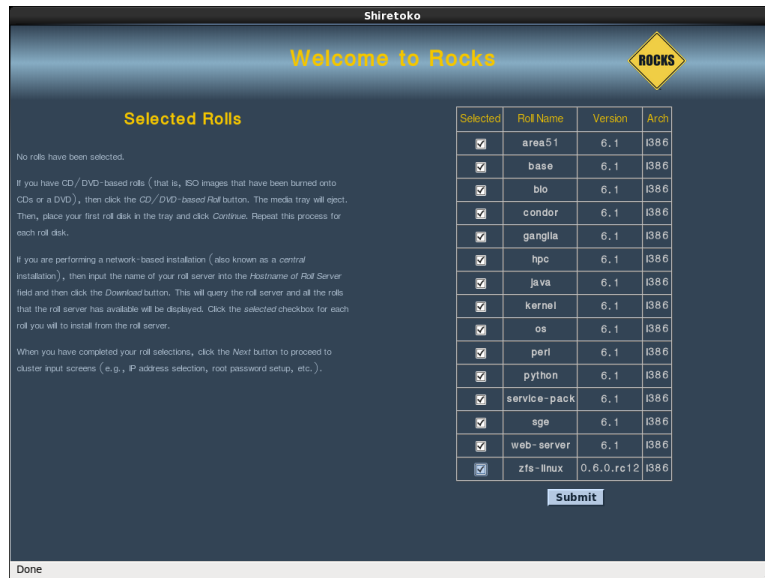 Shiretoko
Welcome to Rocks
ROCKS
Selected Rolls
No rolls have been selected.
If you have CD/DVD-based rolls (that is, ISO images that have been burned onto
CDs or a DVD), then click the CD/DVD-based Roll button. The media tray will eject.
Then, place your first roll disk in the tray and click Continue. Repeat this process for
each roll disk.
If you are performing a network-based installation (also known as a central
installation), then input the name of your roll server into the Hostname of Roll Server
field and then click the Download button. This will query the roll server and all the rolls
that the roll server has available will be displayed. Click the selected checkbox for each
roll you will to install from the roll server.
When you have completed your roll selections, click the Next button to proceed to
cluster input screens (e.g., IP address selection, root password setup, etc.).
Selected Roll Name Version Arch
area51 6.1 i386
base 6.1 i386
bio 6.1 i386
condor 6.1 i386
ganglia 6.1 i386
hpc 6.1 i386
java 6.1 i386
kernel 6.1 i386
os 6.1 i386
perl 6.1 i386
python 6.1 i386
service-pack 6.1 i386
sge 6.1 i386
web-server 6.1 i386
zfs-linux 0.6.0.rc12 i386
Submit
Done